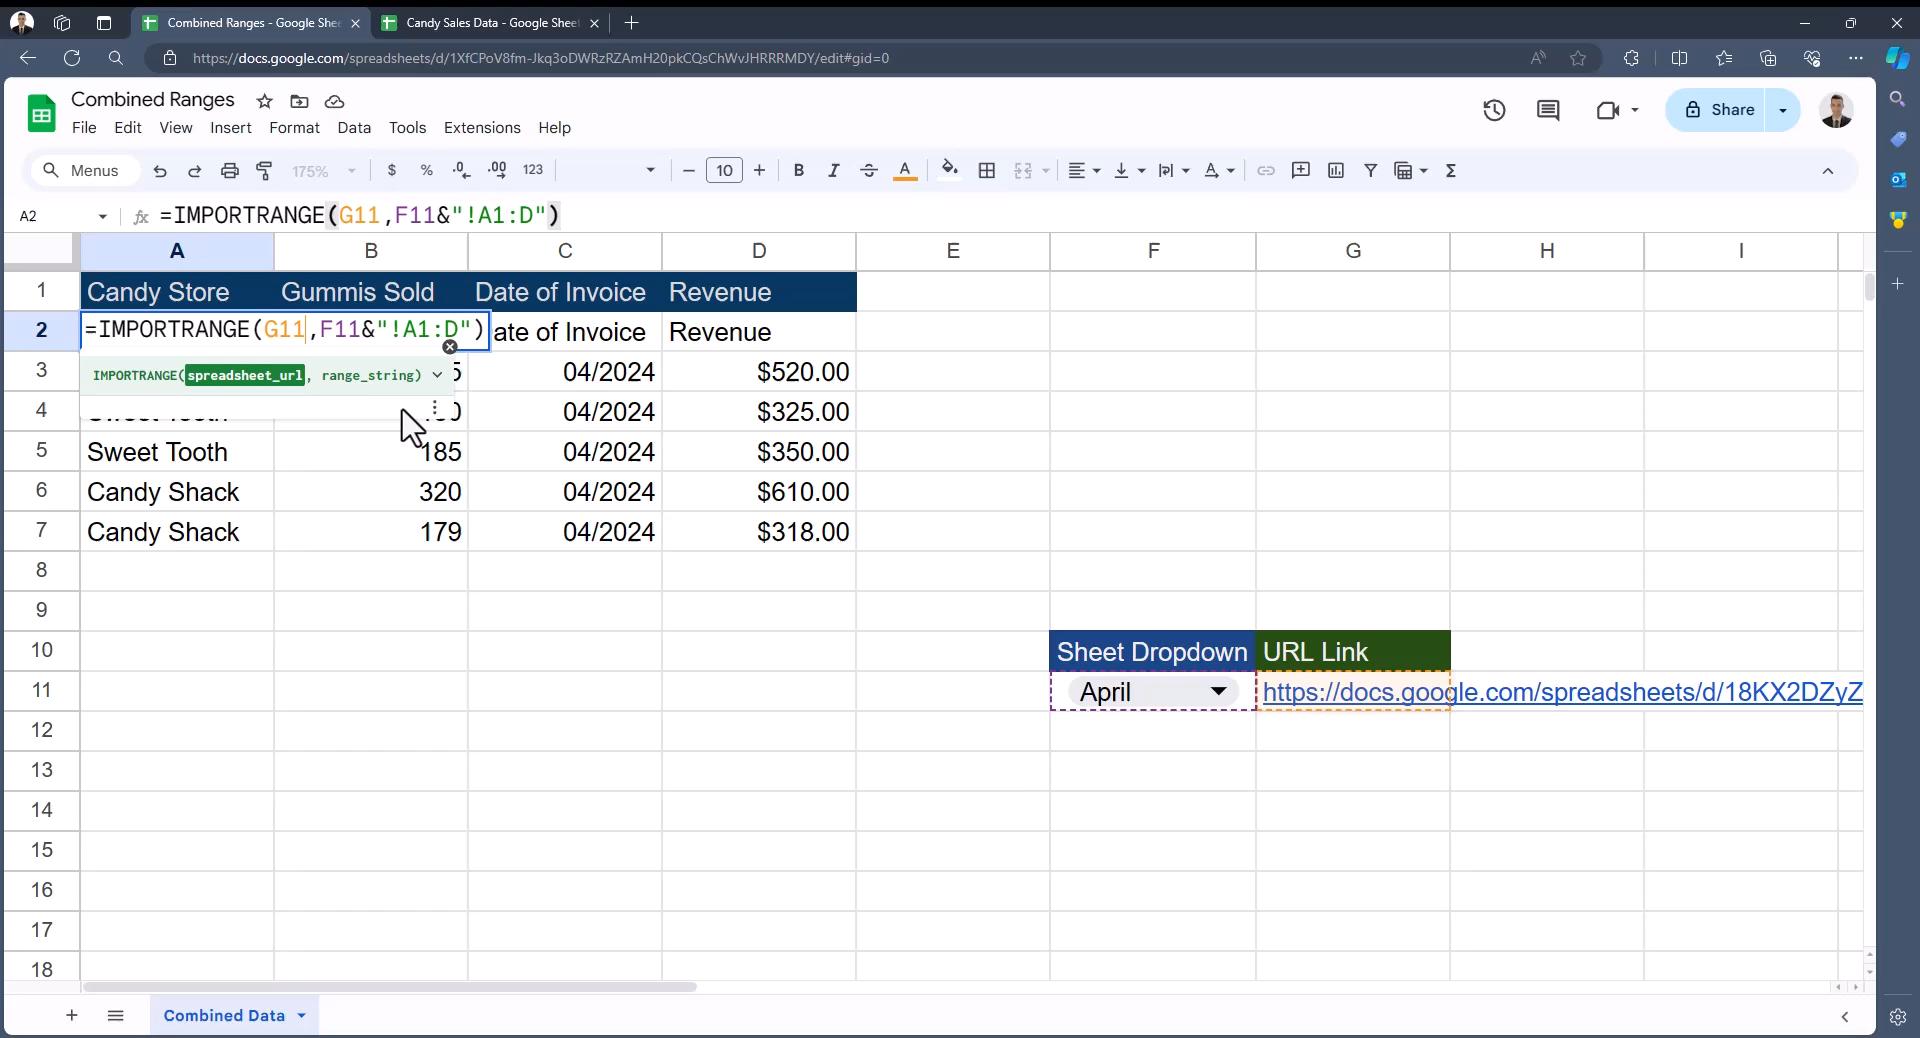 Combined Ranges - Google Shee
Candy Sales Data - Google Sheet
https://docs.google.com/spreadsheets/d/1XfCPoV8fm-Jkq3oDWRzRZAmH20pkCQsChWvJHRRRMDY/edit#gid=0
Combined Ranges
File Edit View Insert Format Data Tools Extensions Help
Share
Menus 175% $ % .0 .00 123 10 B I A
A2 fx =IMPORTRANGE(G11,F11&"!A1:D")
A B C D E F G H I
1 Candy Store Gummis Sold Date of Invoice Revenue
2 =IMPORTRANGE(G11,F11&"!A1:D") ate of Invoice Revenue
IMPORTRANGE(spreadsheet_url, range_string)
3 5 04/2024 $520.00
4 0 04/2024 $325.00
5 Sweet Tooth 185 04/2024 $350.00
6 Candy Shack 320 04/2024 $610.00
7 Candy Shack 179 04/2024 $318.00
8
9
10 Sheet Dropdown URL Link
11 April https://docs.google.com/spreadsheets/d/18KX2DZyZ
12
13
14
15
16
17
18
Combined Data